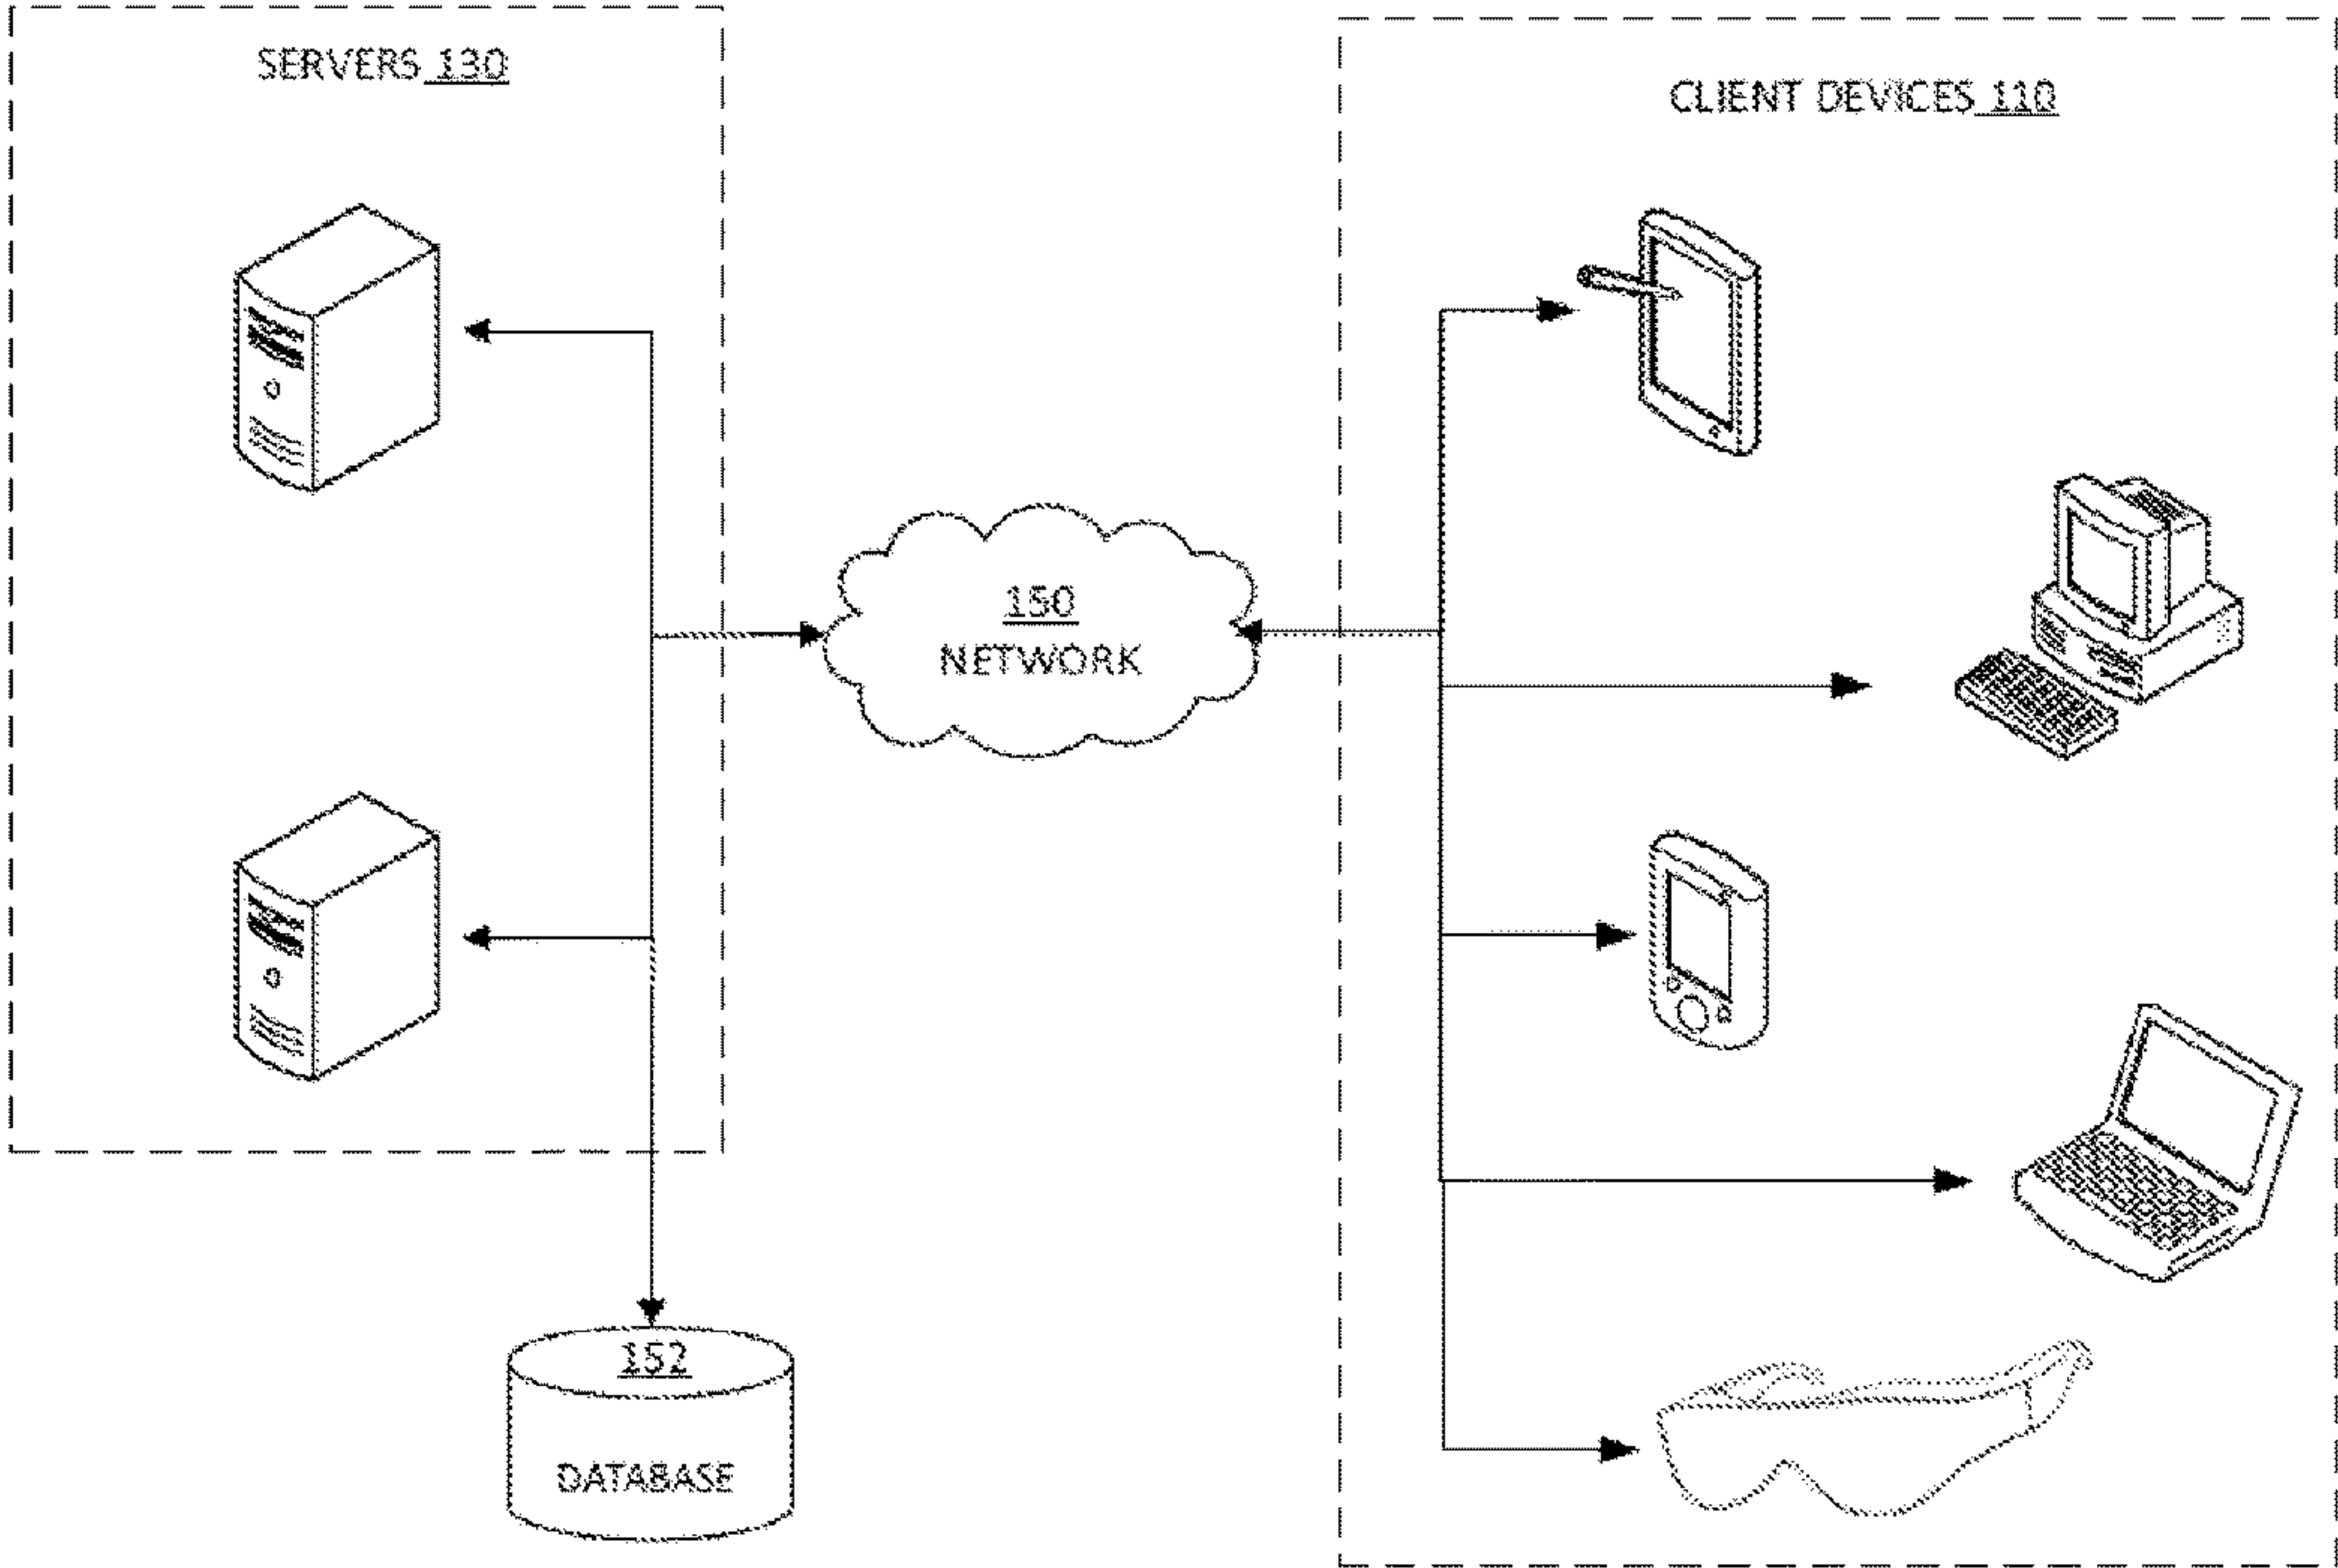 SERVERS 130
CLIENT DEVICES 110
150
NETWORK
152
DATABASE